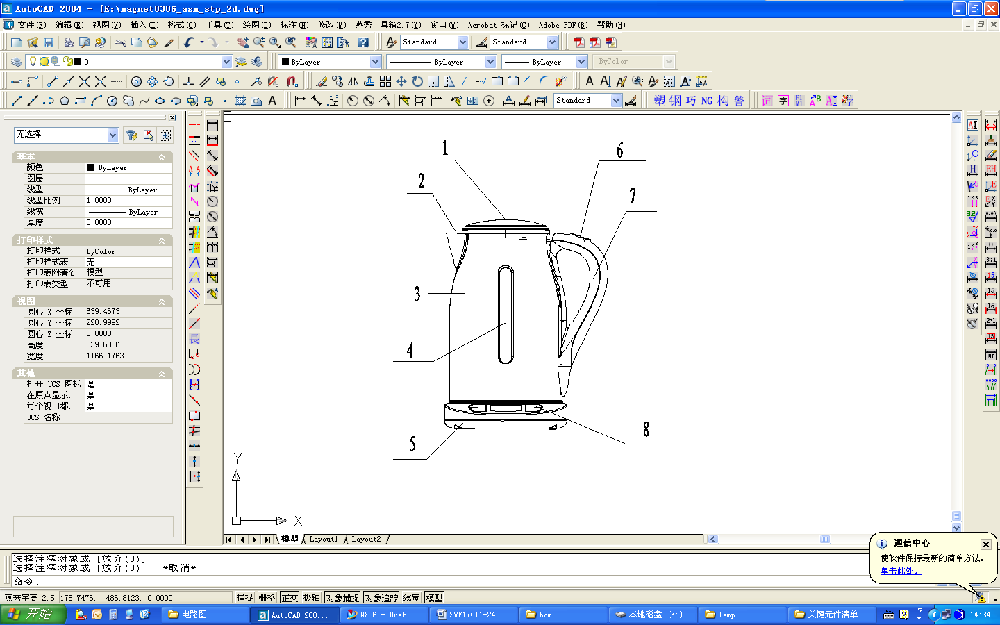 AutoCAD 2004 - [E:\magnet0306_asm_stp_2d.dwg]
文件(F) 编辑(E) 视图(V) 插入(I) 格式(O) 工具(T) 绘图(D) 标注(N) 修改(M) 燕秀工具箱2.7(Y) 窗口(W) Acrobat 标记(C) Adobe PDF(B) 帮助(H)
Standard Standard
0 ByLayer ByLayer ByLayer ByColor
Standard 塑 钢 巧 NG 构 警 词 字
无选择
基本
颜色 ByLayer
图层 0
线型 ByLayer
线型比例 1.0000
线宽 ByLayer
厚度 0.0000
打印样式
打印样式 ByColor
打印样式表 无
打印表附着到 模型
打印表类型 不可用
视图
圆心 X 坐标 639.4673
圆心 Y 坐标 220.9992
圆心 Z 坐标 0.0000
高度 539.6006
宽度 1166.1763
其他
打开 UCS 图标 是
在原点显示... 是
每个视口都... 是
UCS 名称
長
1
2
3
4
5
6
7
8
Y
X
模型 Layout1 Layout2
选择注释对象或 [放弃(U)]:
选择注释对象或 [放弃(U)]: *取消*
命令:
通信中心
使软件保持最新的简单方法。
单击此处。
燕秀字高=2.5 175.7476, 486.8123, 0.0000 捕捉 栅格 正交 极轴 对象捕捉 对象追踪 线宽 模型
开始 电路图 AutoCAD 200... NX 6 - Draf... SWF17G11-24... bom 本地磁盘 (E:) Temp 关键元件清单 14:34